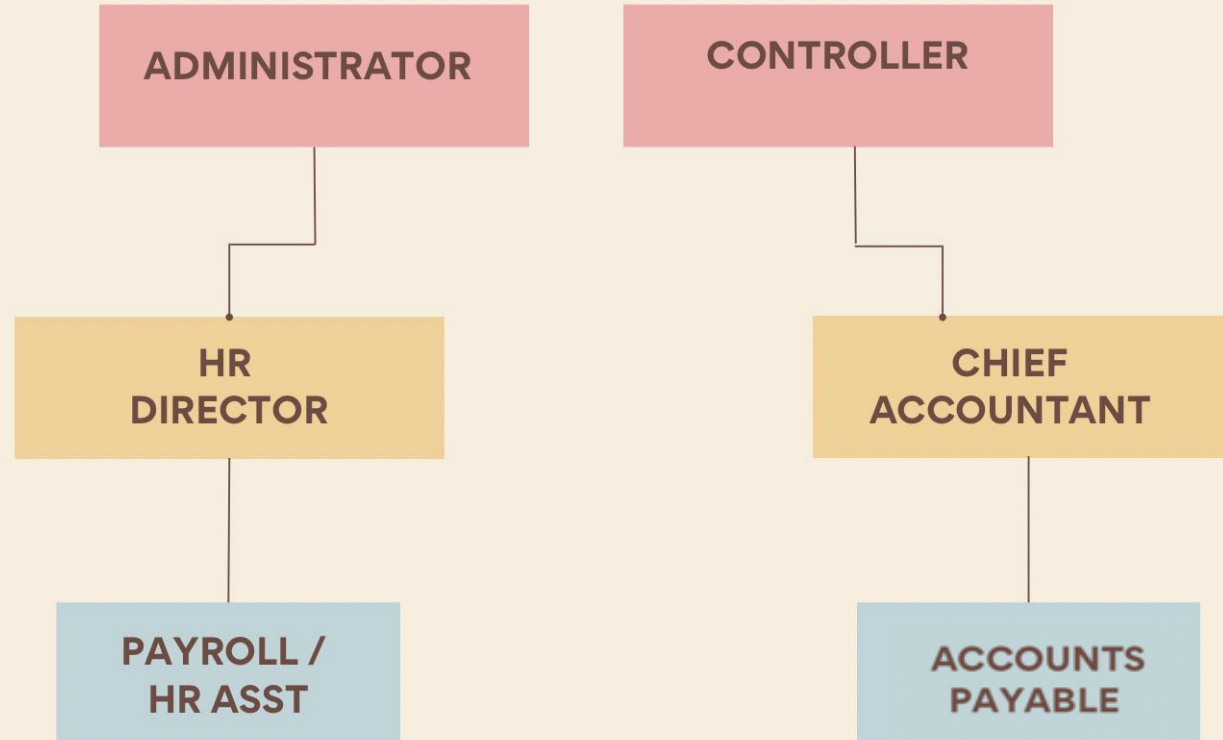 ADMINISTRATOR
CONTROLLER
HR
DIRECTOR
CHIEF
ACCOUNTANT
PAYROLL /
HR ASST
ACCOUNTS
PAYABLE